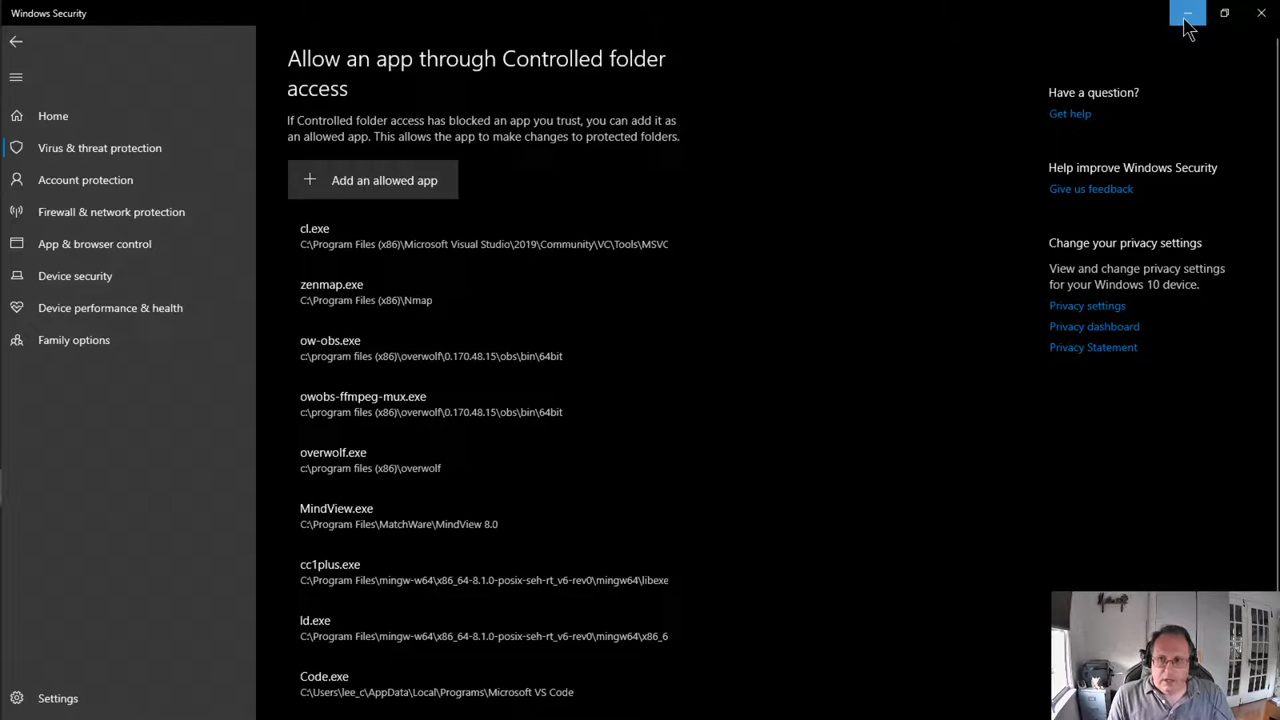 Windows Security
Home
Virus & threat protection
Account protection
Firewall & network protection
App & browser control
Device security
Device performance & health
Family options
Settings
Allow an app through Controlled folder
access
If Controlled folder access has blocked an app you trust, you can add it as
an allowed app. This allows the app to make changes to protected folders.
Add an allowed app
cl.exe
C:\Program Files (x86)\Microsoft Visual Studio\2019\Community\VC\Tools\MSVC
zenmap.exe
C:\Program Files (x86)\Nmap
ow-obs.exe
c:\program files (x86)\overwolf\0.170.48.15\obs\bin\64bit
owobs-ffmpeg-mux.exe
c:\program files (x86)\overwolf\0.170.48.15\obs\bin\64bit
overwolf.exe
c:\program files (x86)\overwolf
MindView.exe
C:\Program Files\MatchWare\MindView 8.0
cc1plus.exe
C:\Program Files\mingw-w64\x86_64-8.1.0-posix-seh-rt_v6-rev0\mingw64\libexe
ld.exe
C:\Program Files\mingw-w64\x86_64-8.1.0-posix-seh-rt_v6-rev0\mingw64\x86_6
Code.exe
C:\Users\lee_c\AppData\Local\Programs\Microsoft VS Code
Have a question?
Get help
Help improve Windows Security
Give us feedback
Change your privacy settings
View and change privacy settings
for your Windows 10 device.
Privacy settings
Privacy dashboard
Privacy Statement